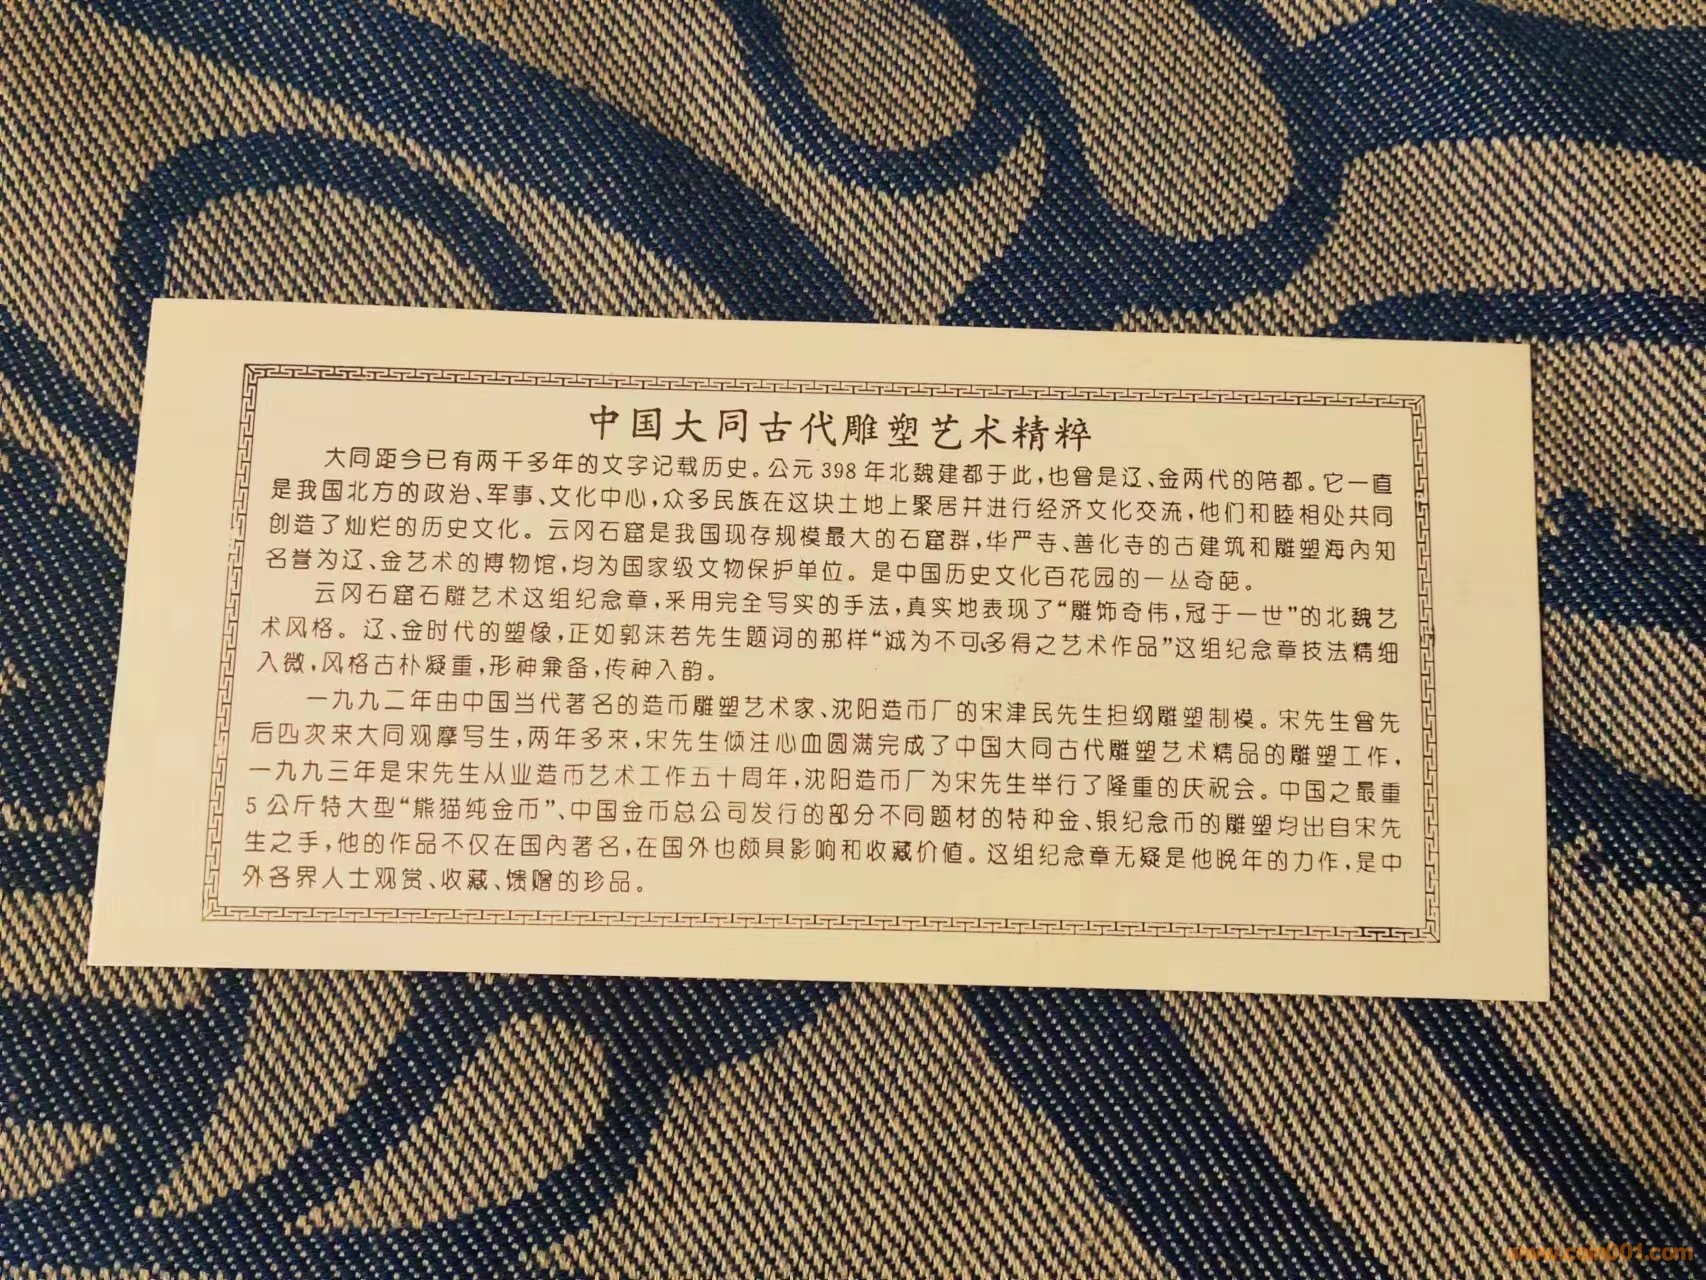 中国大同古代雕塑艺术精粹
大同距今已有两千多年的文字记载历史。公元398年北魏建都于此，也曾是辽、金两代的陪都。它一直
是我国北方的政治、军事、文化中心，众多民族在这块土地上聚居并进行经济文化交流，他们和睦相处共同
创造了灿烂的历史文化。云冈石窟是我国现存规模最大的石窟群，华严寺、善化寺的古建筑和雕塑海内知
名誉为辽、金艺术的博物馆，均为国家级文物保护单位。是中国历史文化百花园的一丛奇葩。
云冈石窟石雕艺术这组纪念章，采用完全写实的手法，真实地表现了“雕饰奇伟，冠于一世”的北魏艺
术风格。辽、金时代的塑像，正如郭沫若先生题词的那样“诚为不可多得之艺术作品”这组纪念章技法精细
入微，风格古朴凝重，形神兼备，传神入韵。
一九九二年由中国当代著名的造币雕塑艺术家、沈阳造币厂的宋津民先生担纲雕塑制模。宋先生曾先
后四次来大同观摩写生，两年多来，宋先生倾注心血圆满完成了中国大同古代雕塑艺术精品的雕塑工作，
一九九三年是宋先生从业造币艺术工作五十周年，沈阳造币厂为宋先生举行了隆重的庆祝会。中国之最重
5公斤特大型“熊猫纯金币”、中国金币总公司发行的部分不同题材的特种金、银纪念币的雕塑均出自宋先
生之手，他的作品不仅在国内著名，在国外也颇具影响和收藏价值。这组纪念章无疑是他晚年的力作，是中
外各界人士观赏、收藏、馈赠的珍品。
www.coin001.com